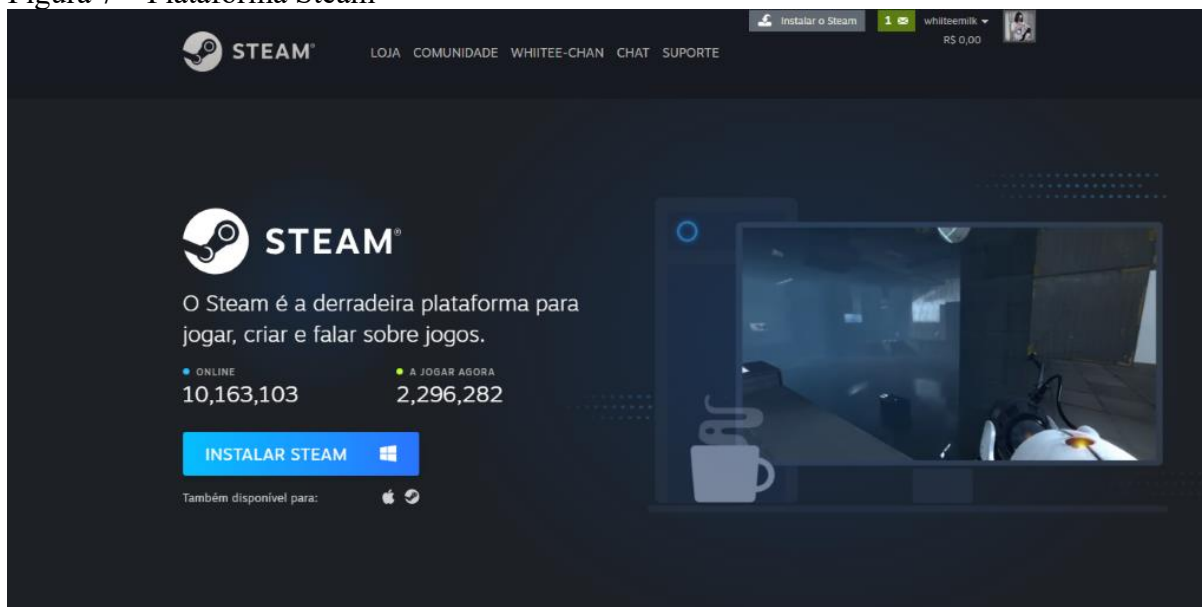 Figura 7 – Plataforma Steam
Instalar o Steam
1
whiiteemilk
R$ 0,00
STEAM®
LOJA COMUNIDADE WHIITEE-CHAN CHAT SUPORTE
STEAM®
O Steam é a derradeira plataforma para
jogar, criar e falar sobre jogos.
ONLINE
10,163,103
A JOGAR AGORA
2,296,282
INSTALAR STEAM
Também disponível para: